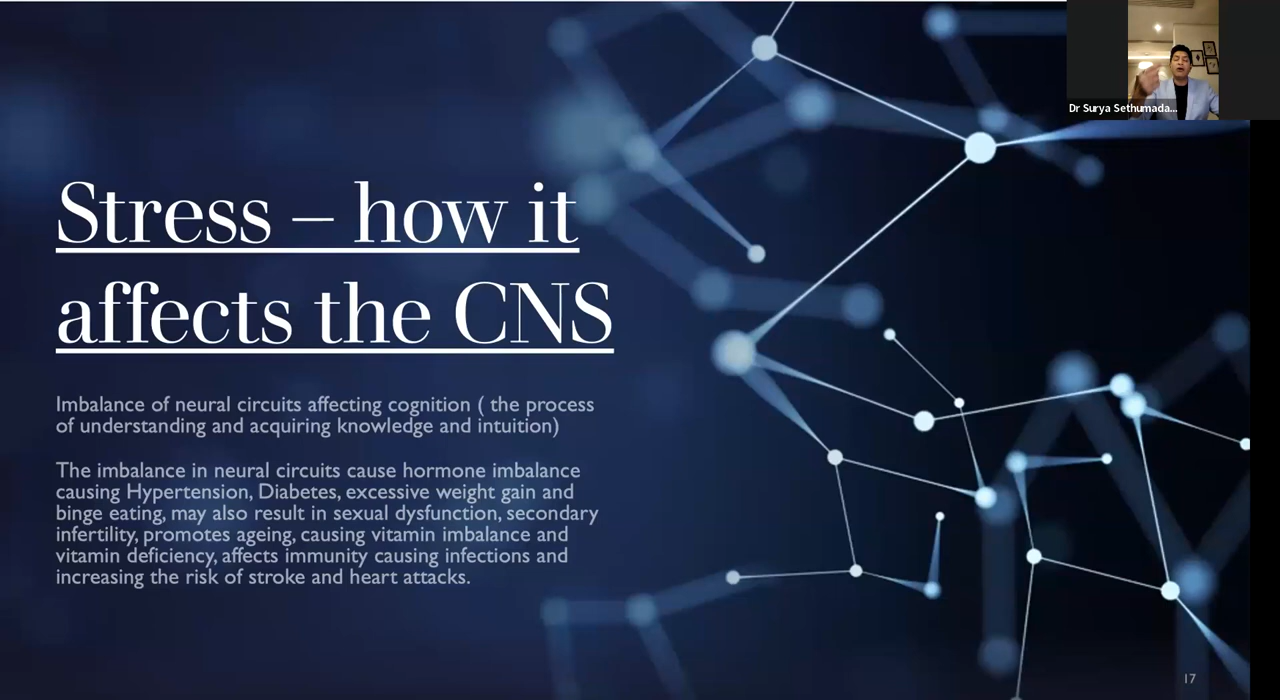 Dr Surya Sethumada...
Stress – how it
affects the CNS
Imbalance of neural circuits affecting cognition ( the process
of understanding and acquiring knowledge and intuition)
The imbalance in neural circuits cause hormone imbalance
causing Hypertension, Diabetes, excessive weight gain and
binge eating, may also result in sexual dysfunction, secondary
infertility, promotes ageing, causing vitamin imbalance and
vitamin deficiency, affects immunity causing infections and
increasing the risk of stroke and heart attacks.
17